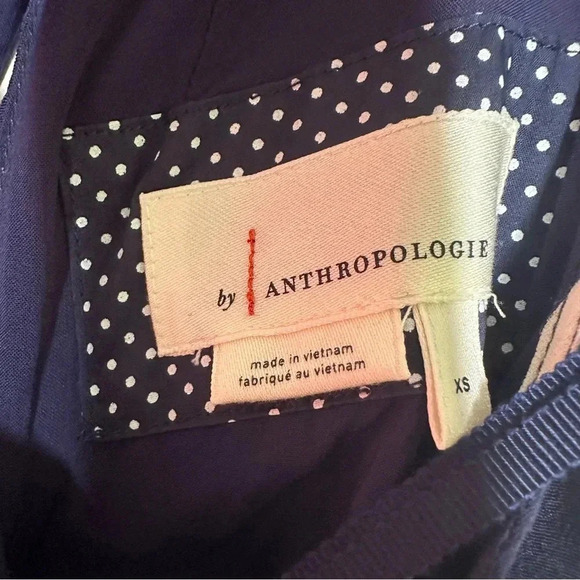 by ANTHROPOLOGIE
made in vietnam
fabriqué au vietnam
XS